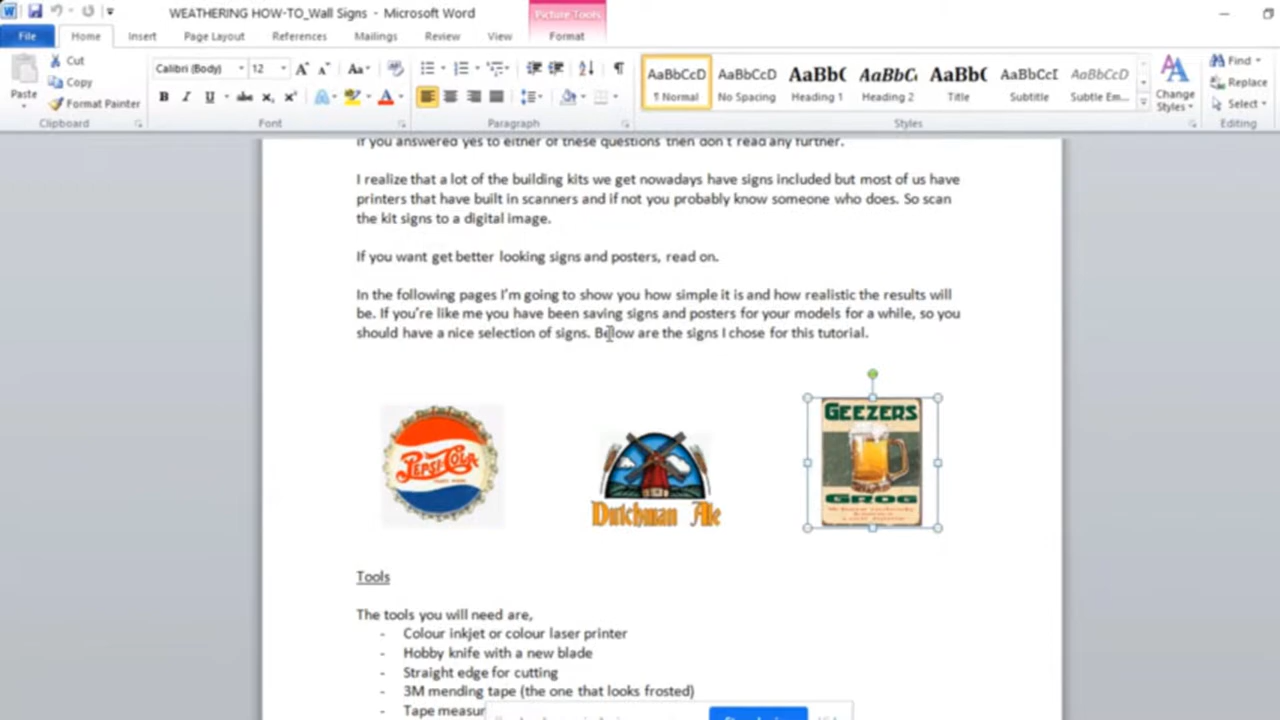 WEATHERING HOW-TO_Wall Signs - Microsoft Word
Picture Tools
File Home Insert Page Layout References Mailings Review View Format
Paste
Cut
Copy
Format Painter
Calibri (Body) 12
AaBbCcD AaBbCcD AaBb( AaBbC AaBb( AaBbCcI AaBbCcD
¶ Normal No Spacing Heading 1 Heading 2 Title Subtitle Subtle Em...
Change Styles
Find
Replace
Select
Clipboard Font Paragraph Styles Editing
If you answered yes to either of these questions then don't read any further.
I realize that a lot of the building kits we get nowadays have signs included but most of us have
printers that have built in scanners and if not you probably know someone who does. So scan
the kit signs to a digital image.
If you want get better looking signs and posters, read on.
In the following pages I'm going to show you how simple it is and how realistic the results will
be. If you're like me you have been saving signs and posters for your models for a while, so you
should have a nice selection of signs. Below are the signs I chose for this tutorial.
PEPSI-COLA
Dutchman Ale
GEEZERS
GROG
Tools
The tools you will need are,
- Colour inkjet or colour laser printer
- Hobby knife with a new blade
- Straight edge for cutting
- 3M mending tape (the one that looks frosted)
- Tape measur